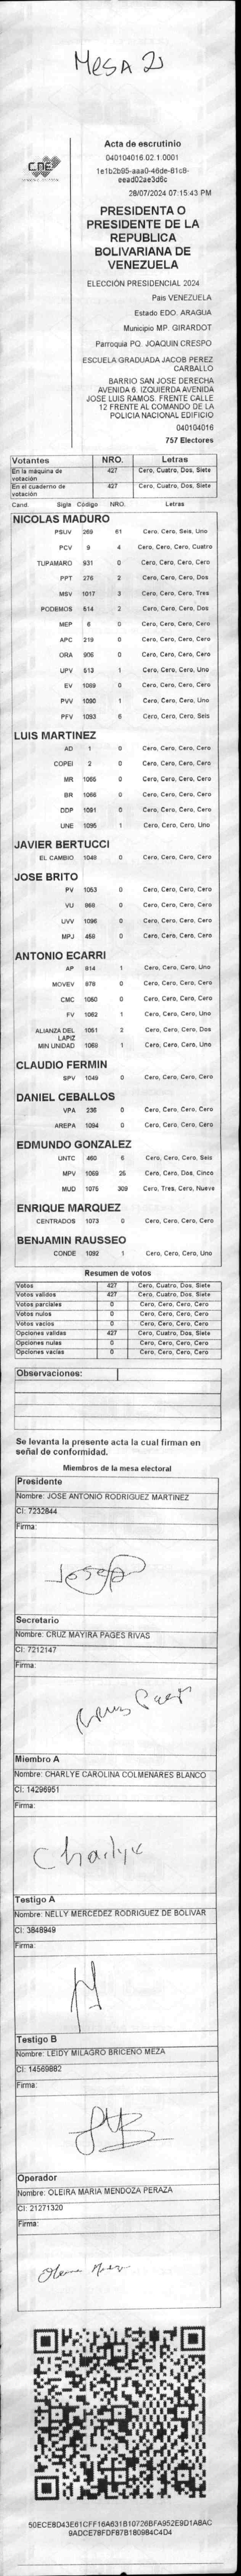 MESA 2
CNE
Acta de escrutinio
040104016.02.1.0001
1e1b2b95-aaa0-46de-81c8-
eead02ae3d6c
28/07/2024 07:15:43 PM
PRESIDENTA O
PRESIDENTE DE LA
REPUBLICA
BOLIVARIANA DE
VENEZUELA
ELECCIÓN PRESIDENCIAL 2024
Pais VENEZUELA
Estado EDO. ARAGUA
Municipio MP. GIRARDOT
Parroquia PQ. JOAQUIN CRESPO
ESCUELA GRADUADA JACOB PEREZ
CARBALLO
BARRIO SAN JOSE DERECHA
AVENIDA 6. IZQUIERDA AVENIDA
JOSE LUIS RAMOS. FRENTE CALLE
12 FRENTE AL COMANDO DE LA
POLICIA NACIONAL EDIFICIO
040104016
757 Electores
Votantes NRO. Letras
En la maquina de votación 427 Cero, Cuatro, Dos, Siete
En el cuaderno de votación 427 Cero, Cuatro, Dos, Siete
Cand. Sigla Código NRO. Letras
NICOLAS MADURO
PSUV 269 61 Cero, Cero, Seis, Uno
PCV 9 4 Cero, Cero, Cero, Cuatro
TUPAMARO 931 0 Cero, Cero, Cero, Cero
PPT 276 2 Cero, Cero, Cero, Dos
MSV 1017 3 Cero, Cero, Cero, Tres
PODEMOS 514 2 Cero, Cero, Cero, Dos
MEP 6 0 Cero, Cero, Cero, Cero
APC 219 0 Cero, Cero, Cero, Cero
ORA 906 0 Cero, Cero, Cero, Cero
UPV 613 1 Cero, Cero, Cero, Uno
EV 1069 0 Cero, Cero, Cero, Cero
PVV 1090 1 Cero, Cero, Cero, Uno
PFV 1093 6 Cero, Cero, Cero, Seis
LUIS MARTINEZ
AD 1 0 Cero, Cero, Cero, Cero
COPEI 2 0 Cero, Cero, Cero, Cero
MR 1065 0 Cero, Cero, Cero, Cero
BR 1066 0 Cero, Cero, Cero, Cero
DDP 1091 0 Cero, Cero, Cero, Cero
UNE 1095 1 Cero, Cero, Cero, Uno
JAVIER BERTUCCI
EL CAMBIO 1048 0 Cero, Cero, Cero, Cero
JOSE BRITO
PV 1053 0 Cero, Cero, Cero, Cero
VU 868 0 Cero, Cero, Cero, Cero
UVV 1096 0 Cero, Cero, Cero, Cero
MPJ 458 0 Cero, Cero, Cero, Cero
ANTONIO ECARRI
AP 814 1 Cero, Cero, Cero, Uno
MOVEV 978 0 Cero, Cero, Cero, Cero
CMC 1050 0 Cero, Cero, Cero, Cero
FV 1062 1 Cero, Cero, Cero, Uno
ALIANZA DEL LAPIZ 1051 2 Cero, Cero, Cero, Dos
MIN UNIDAD 1069 1 Cero, Cero, Cero, Uno
CLAUDIO FERMIN
SPV 1049 0 Cero, Cero, Cero, Cero
DANIEL CEBALLOS
VPA 236 0 Cero, Cero, Cero, Cero
AREPA 1094 0 Cero, Cero, Cero, Cero
EDMUNDO GONZALEZ
UNTC 460 6 Cero, Cero, Cero, Seis
MPV 1069 25 Cero, Cero, Dos, Cinco
MUD 1075 309 Cero, Tres, Cero, Nueve
ENRIQUE MARQUEZ
CENTRADOS 1073 0 Cero, Cero, Cero, Cero
BENJAMIN RAUSSEO
CONDE 1092 1 Cero, Cero, Cero, Uno
Resumen de votos
Votos 427 Cero, Cuatro, Dos, Siete
Votos validos 427 Cero, Cuatro, Dos, Siete
Votos parciales 0 Cero, Cero, Cero, Cero
Votos nulos 0 Cero, Cero, Cero, Cero
Votos vacios 0 Cero, Cero, Cero, Cero
Opciones validas 427 Cero, Cuatro, Dos, Siete
Opciones nulas 0 Cero, Cero, Cero, Cero
Opciones vacias 0 Cero, Cero, Cero, Cero
Observaciones:
Se levanta la presente acta la cual firman en
señal de conformidad.
Miembros de la mesa electoral
Presidente
Nombre: JOSE ANTONIO RODRIGUEZ MARTINEZ
CI: 7232844
Firma:
Josep
Secretario
Nombre: CRUZ MAYIRA PAGES RIVAS
CI: 7212147
Firma:
Miembro A
Nombre: CHARLYE CAROLINA COLMENARES BLANCO
CI: 14296951
Firma:
Charlye
Testigo A
Nombre: NELLY MERCEDEZ RODRIGUEZ DE BOLIVAR
CI: 3848949
Firma:
Testigo B
Nombre: LEIDY MILAGRO BRICEÑO MEZA
CI: 14569882
Firma:
Operador
Nombre: OLEIRA MARIA MENDOZA PERAZA
CI: 21271320
Firma:
50ECE8D43E61CFF16A631B10726BFA952E9D1A8AC
9ADCE78FDF87B180984C4D4